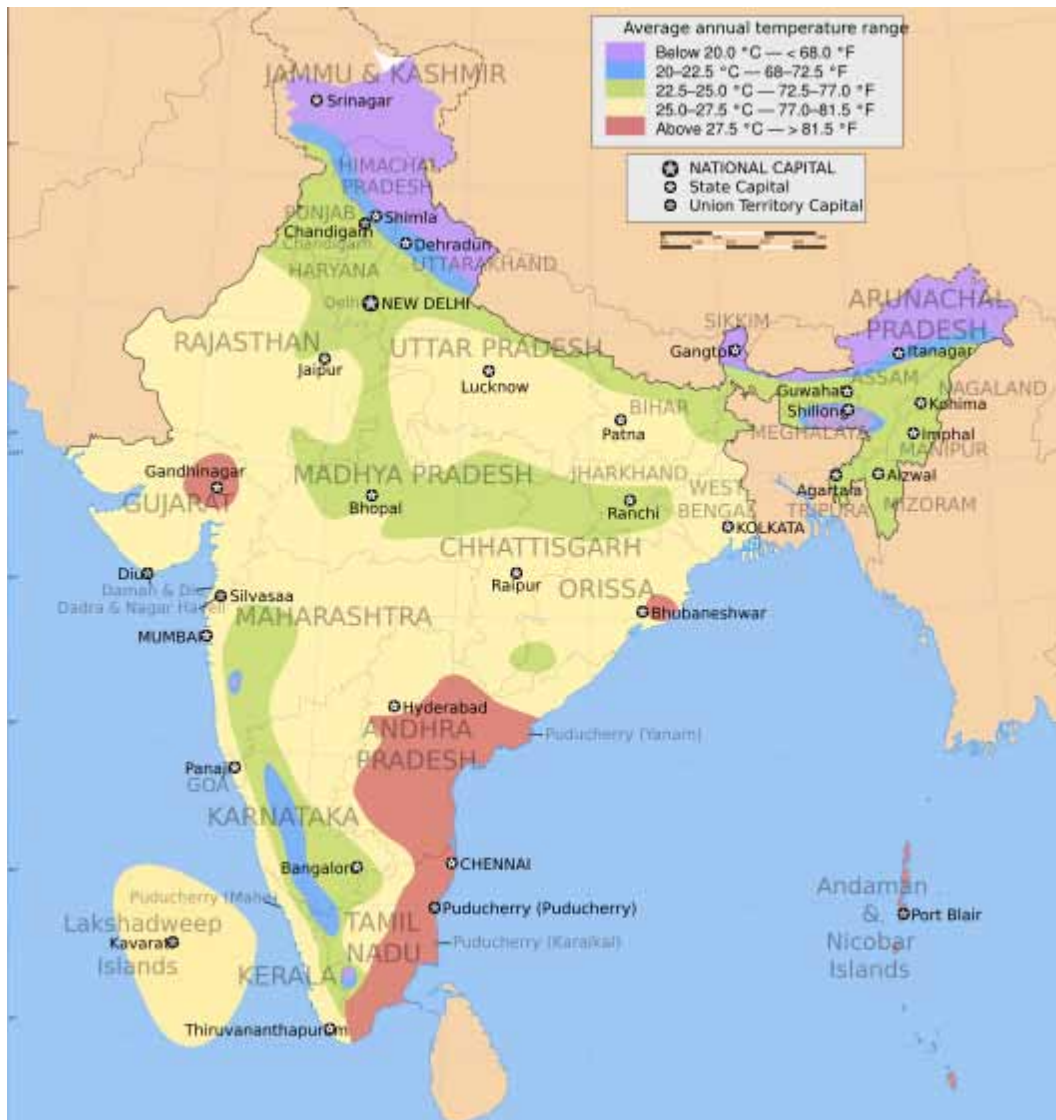 Average annual temperature range
Below 20.0 °C — < 68.0 °F
20–22.5 °C — 68–72.5 °F
22.5–25.0 °C — 72.5–77.0 °F
25.0–27.5 °C — 77.0–81.5 °F
Above 27.5 °C — > 81.5 °F
NATIONAL CAPITAL
State Capital
Union Territory Capital
JAMMU & KASHMIR
Srinagar
HIMACHAL
PRADESH
PUNJAB
Shimla
Chandigarh
Chandigarh
Dehradun
UTTARAKHAND
HARYANA
Delhi
NEW DELHI
ARUNACHAL
PRADESH
SIKKIM
Gangtok
Itanagar
RAJASTHAN
UTTAR PRADESH
Jaipur
Lucknow
ASSAM
Guwaha
NAGALAND
BIHAR
Shillong
Kohima
Patna
MEGHALAYA
Imphal
MANIPUR
Gandhinagar
MADHYA PRADESH
JHARKHAND
Aizwal
Agartala
GUJARAT
Bhopal
Ranchi
WEST
BENGAL
TRIPURA
MIZORAM
KOLKATA
CHHATTISGARH
Diu
Daman & Diu
Raipur
ORISSA
Dadra & Nagar Haveli
Silvasaa
MAHARASHTRA
Bhubaneshwar
MUMBAI
Hyderabad
ANDHRA
PRADESH
Puducherry (Yanam)
Panaji
GOA
KARNATAKA
Bangalor
CHENNAI
Puducherry (Mahe)
Andaman
&
Nicobar
Islands
Port Blair
Puducherry (Puducherry)
Lakshadweep
Islands
Kavarat
TAMIL
NADU
Puducherry (Karaikal)
KERALA
Thiruvananthapuram